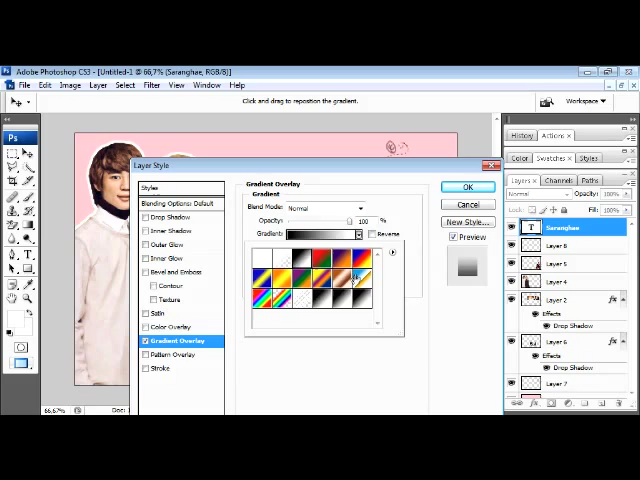 Adobe Photoshop CS3 - [Untitled-1 @ 66,7% (Saranghae, RGB/8)]
File Edit Image Layer Select Filter View Window Help
Click and drag to reposition the gradient.
Workspace
Ps
History
Actions
Color
Swatches
Styles
Layers
Channels
Paths
Normal
Opacity:
Fill: 100%
T Saranghae
Layer 8
Layer 5
Layer 4
Layer 2 fx
Effects
Drop Shadow
Layer 6 fx
Effects
Drop Shadow
Layer 7
Layer Style
Styles
Blending Options: Default
Drop Shadow
Inner Shadow
Outer Glow
Inner Glow
Bevel and Emboss
Contour
Texture
Satin
Color Overlay
Gradient Overlay
Pattern Overlay
Stroke
Gradient Overlay
Gradient
Blend Mode: Normal
Opacity: 100 %
Gradient: Reverse
OK
Cancel
New Style...
Preview
66,67%
Doc: 1